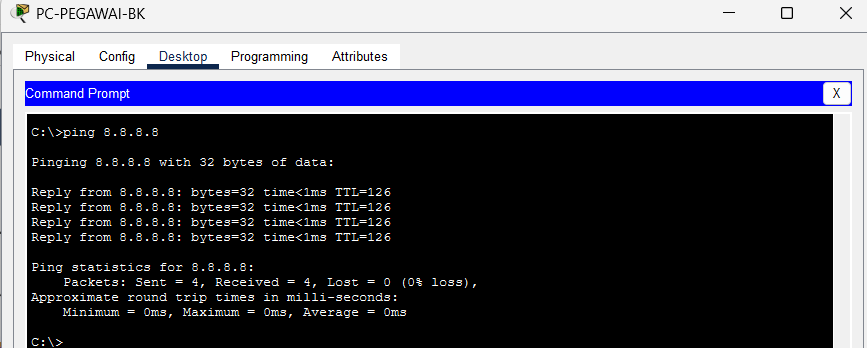 PC-PEGAWAI-BK
Physical Config Desktop Programming Attributes
Command Prompt
X
C:\>ping 8.8.8.8
Pinging 8.8.8.8 with 32 bytes of data:
Reply from 8.8.8.8: bytes=32 time<1ms TTL=126
Reply from 8.8.8.8: bytes=32 time<1ms TTL=126
Reply from 8.8.8.8: bytes=32 time<1ms TTL=126
Reply from 8.8.8.8: bytes=32 time<1ms TTL=126
Ping statistics for 8.8.8.8:
Packets: Sent = 4, Received = 4, Lost = 0 (0% loss),
Approximate round trip times in milli-seconds:
Minimum = 0ms, Maximum = 0ms, Average = 0ms
C:\>